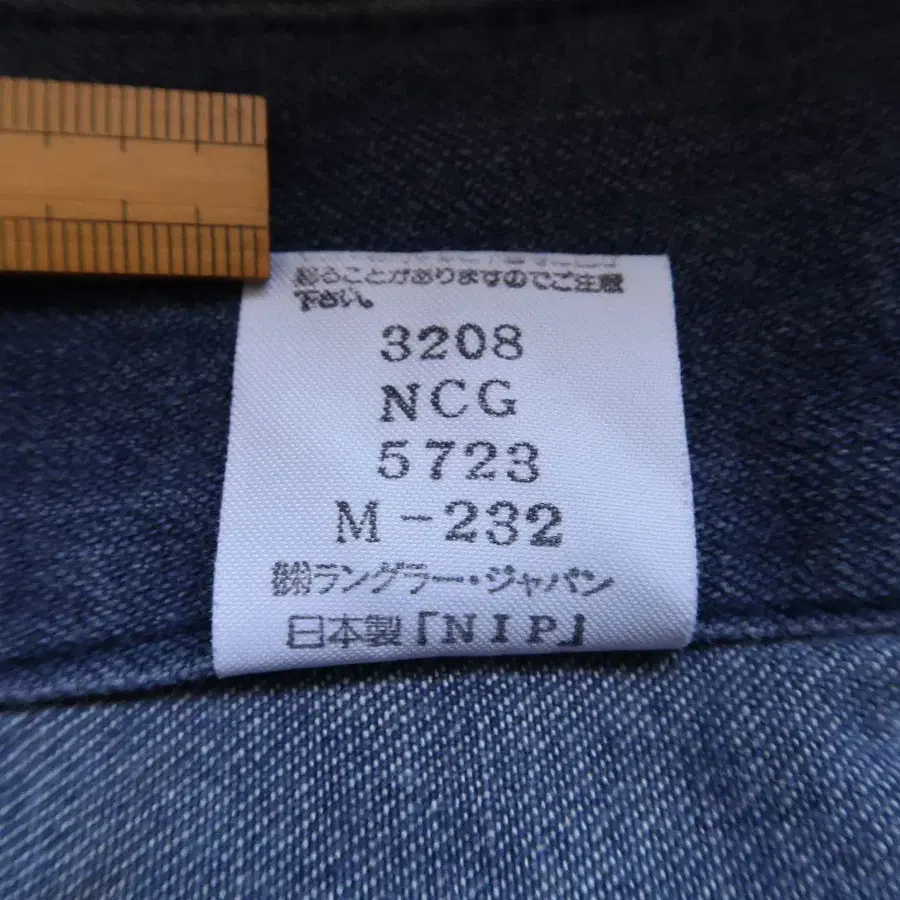 ることがありますのでご注意
下さい。
3208
NCG
5723
M-232
㈱ラングラー・ジャパン
日本製「NIP」